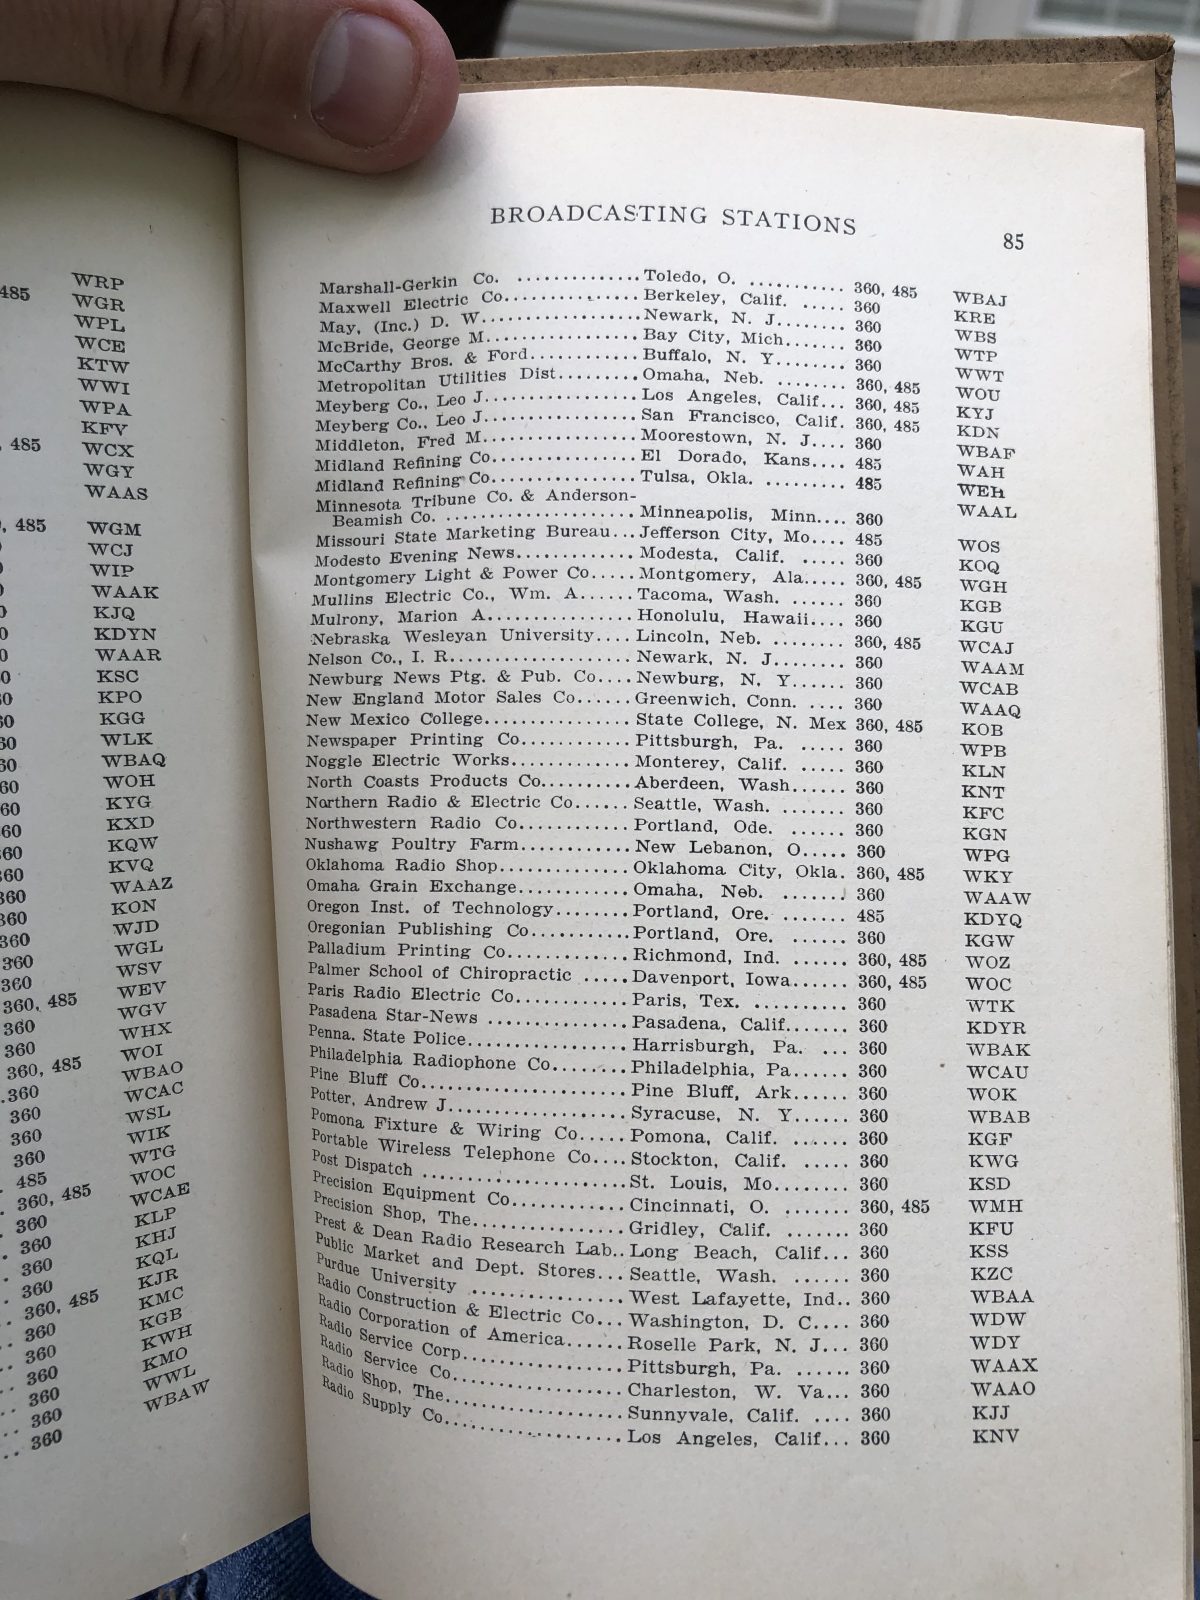 WRP
485 WGR
WPL
WCE
KTW
WWI
WPA
KFV
, 485 WCX
WGY
WAAS
, 485 WGM
WCJ
WIP
WAAK
KJQ
0 KDYN
0 WAAR
0 KSC
0 KPO
60 KGG
60 WLK
60 WBAQ
60 WOH
60 KYG
360 KXD
360 KQW
360 KVQ
360 WAAZ
360 KON
360 WJD
360 WGL
360 WSV
360, 485 WEV
360 WGV
360 WHX
360, 485 WOI
.360 WBAO
360 WCAC
360 WSL
360 WIK
485 WTG
360, 485 WOC
360 WCAE
360 KLP
360 KHJ
360 KQL
360, 485 KJR
360 KMC
360 KGB
360 KWH
360 KMO
360 WWL
360 WBAW
BROADCASTING STATIONS
85
Marshall-Gerkin Co. .............. Toledo, O. ........... 360, 485 WBAJ
Maxwell Electric Co. .............. Berkeley, Calif. ..... 360 KRE
May, (Inc.) D. W. ................. Newark, N. J. ....... 360 WBS
McBride, George M. ................ Bay City, Mich. ...... 360 WTP
McCarthy Bros. & Ford ........... Buffalo, N. Y. ....... 360 WWT
Metropolitan Utilities Dist. ........ Omaha, Neb. ........ 360, 485 WOU
Meyberg Co., Leo J. ............... Los Angeles, Calif... 360, 485 KYJ
Meyberg Co., Leo J. ............... San Francisco, Calif. 360, 485 KDN
Middleton, Fred M. ................ Moorestown, N. J.... 360 WBAF
Midland Refining Co. .............. El Dorado, Kans.... 485 WAH
Midland Refining Co. .............. Tulsa, Okla. ......... 485 WEH
Minnesota Tribune Co. & Anderson-
Beamish Co. .................. Minneapolis, Minn.... 360 WAAL
Missouri State Marketing Bureau... Jefferson City, Mo.... 485 WOS
Modesto Evening News............. Modesta, Calif. ..... 360 KOQ
Montgomery Light & Power Co..... Montgomery, Ala..... 360, 485 WGH
Mullins Electric Co., Wm. A...... Tacoma, Wash. ...... 360 KGB
Mulrony, Marion A............... Honolulu, Hawaii.... 360 KGU
Nebraska Wesleyan University.... Lincoln, Neb. ........ 360, 485 WCAJ
Nelson Co., I. R.................. Newark, N. J........ 360 WAAM
Newburg News Ptg. & Pub. Co.... Newburg, N. Y...... 360 WCAB
New England Motor Sales Co...... Greenwich, Conn. .... 360 WAAQ
New Mexico College............... State College, N. Mex 360, 485 KOB
Newspaper Printing Co............ Pittsburgh, Pa. ..... 360 WPB
Noggle Electric Works............ Monterey, Calif. ..... 360 KLN
North Coasts Products Co......... Aberdeen, Wash...... 360 KNT
Northern Radio & Electric Co...... Seattle, Wash. ....... 360 KFC
Northwestern Radio Co........... Portland, Ode. ...... 360 KGN
Nushawg Poultry Farm............ New Lebanon, O..... 360 WPG
Oklahoma Radio Shop............. Oklahoma City, Okla. 360, 485 WKY
Omaha Grain Exchange........... Omaha, Neb. ........ 360 WAAW
Oregon Inst. of Technology........ Portland, Ore. ....... 485 KDYQ
Oregonian Publishing Co.......... Portland, Ore. ...... 360 KGW
Palladium Printing Co............ Richmond, Ind. ...... 360, 485 WOZ
Palmer School of Chiropractic ..... Davenport, Iowa...... 360, 485 WOC
Paris Radio Electric Co........... Paris, Tex. .......... 360 WTK
Pasadena Star-News .............. Pasadena, Calif....... 360 KDYR
Penna. State Police................ Harrisburgh, Pa. ... 360 WBAK
Philadelphia Radiophone Co....... Philadelphia, Pa...... 360 WCAU
Pine Bluff Co..................... Pine Bluff, Ark...... 360 WOK
Potter, Andrew J.................. Syracuse, N. Y...... 360 WBAB
Pomona Fixture & Wiring Co..... Pomona, Calif. ...... 360 KGF
Portable Wireless Telephone Co.... Stockton, Calif. ..... 360 KWG
Post Dispatch .................... St. Louis, Mo........ 360 KSD
Precision Equipment Co........... Cincinnati, O. ....... 360, 485 WMH
Precision Shop, The............... Gridley, Calif. ....... 360 KFU
Prest & Dean Radio Research Lab.. Long Beach, Calif... 360 KSS
Public Market and Dept. Stores... Seattle, Wash. ...... 360 KZC
Purdue University ............... West Lafayette, Ind.. 360 WBAA
Radio Construction & Electric Co... Washington, D. C.... 360 WDW
Radio Corporation of America...... Roselle Park, N. J... 360 WDY
Radio Service Corp................ Pittsburgh, Pa. ...... 360 WAAX
Radio Service Co.................. Charleston, W. Va... 360 WAAO
Radio Shop, The.................. Sunnyvale, Calif. .... 360 KJJ
Radio Supply Co.................. Los Angeles, Calif... 360 KNV